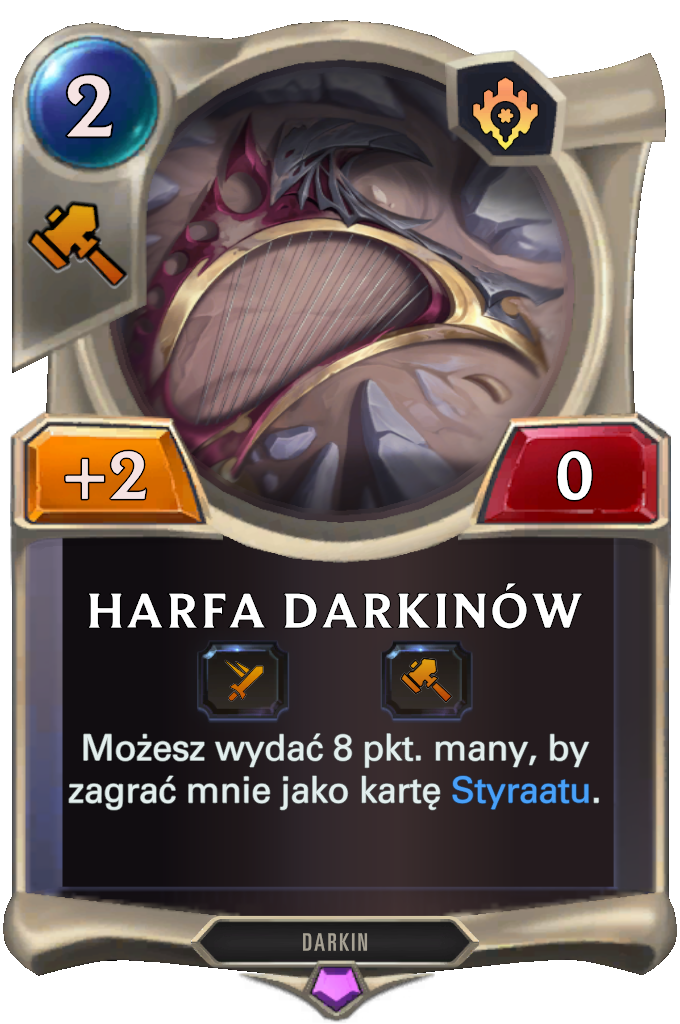 2
+2
0
HARFA DARKINÓW
Możesz wydać 8 pkt. many, by
zagrać mnie jako kartę Styraatu.
DARKIN